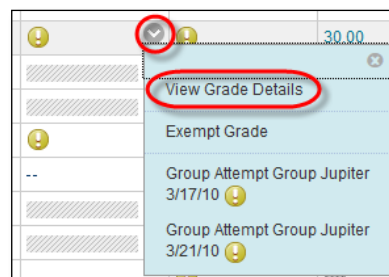 30.00
View Grade Details
Exempt Grade
--
Group Attempt Group Jupiter
3/17/10
Group Attempt Group Jupiter
3/21/10